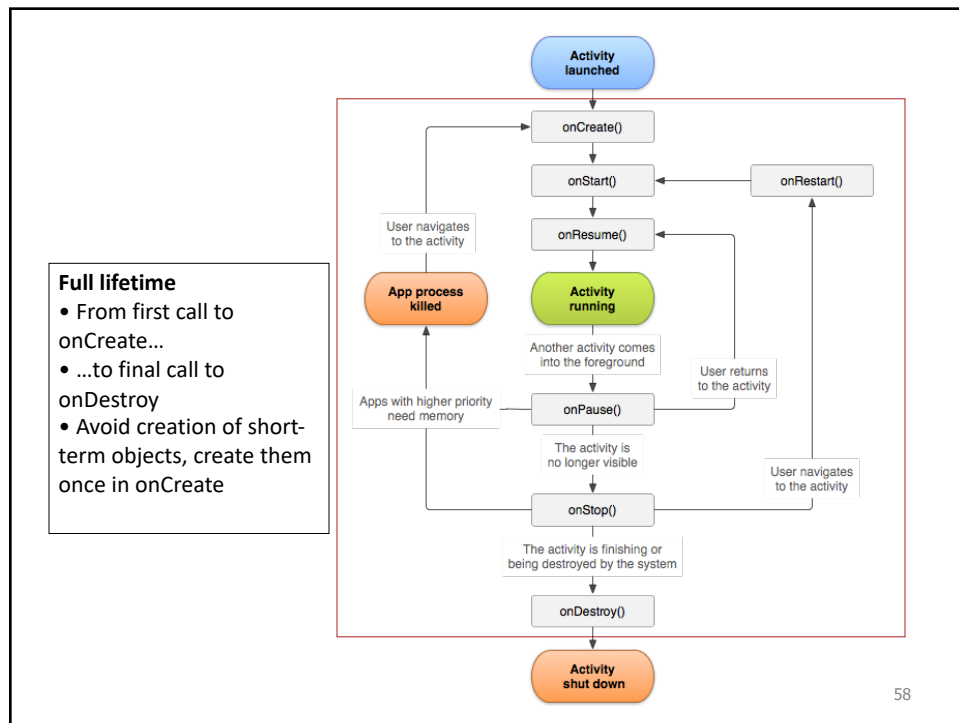 Activity
launched
onCreate()
onStart()
onRestart()
User navigates
to the activity
onResume()
Full lifetime
• From first call to
onCreate…
• …to final call to
onDestroy
• Avoid creation of short-
term objects, create them
once in onCreate
App process
killed
Activity
running
Another activity comes
into the foreground
User returns
to the activity
Apps with higher priority
need memory
onPause()
The activity is
no longer visible
User navigates
to the activity
onStop()
The activity is finishing or
being destroyed by the system
onDestroy()
Activity
shut down
58